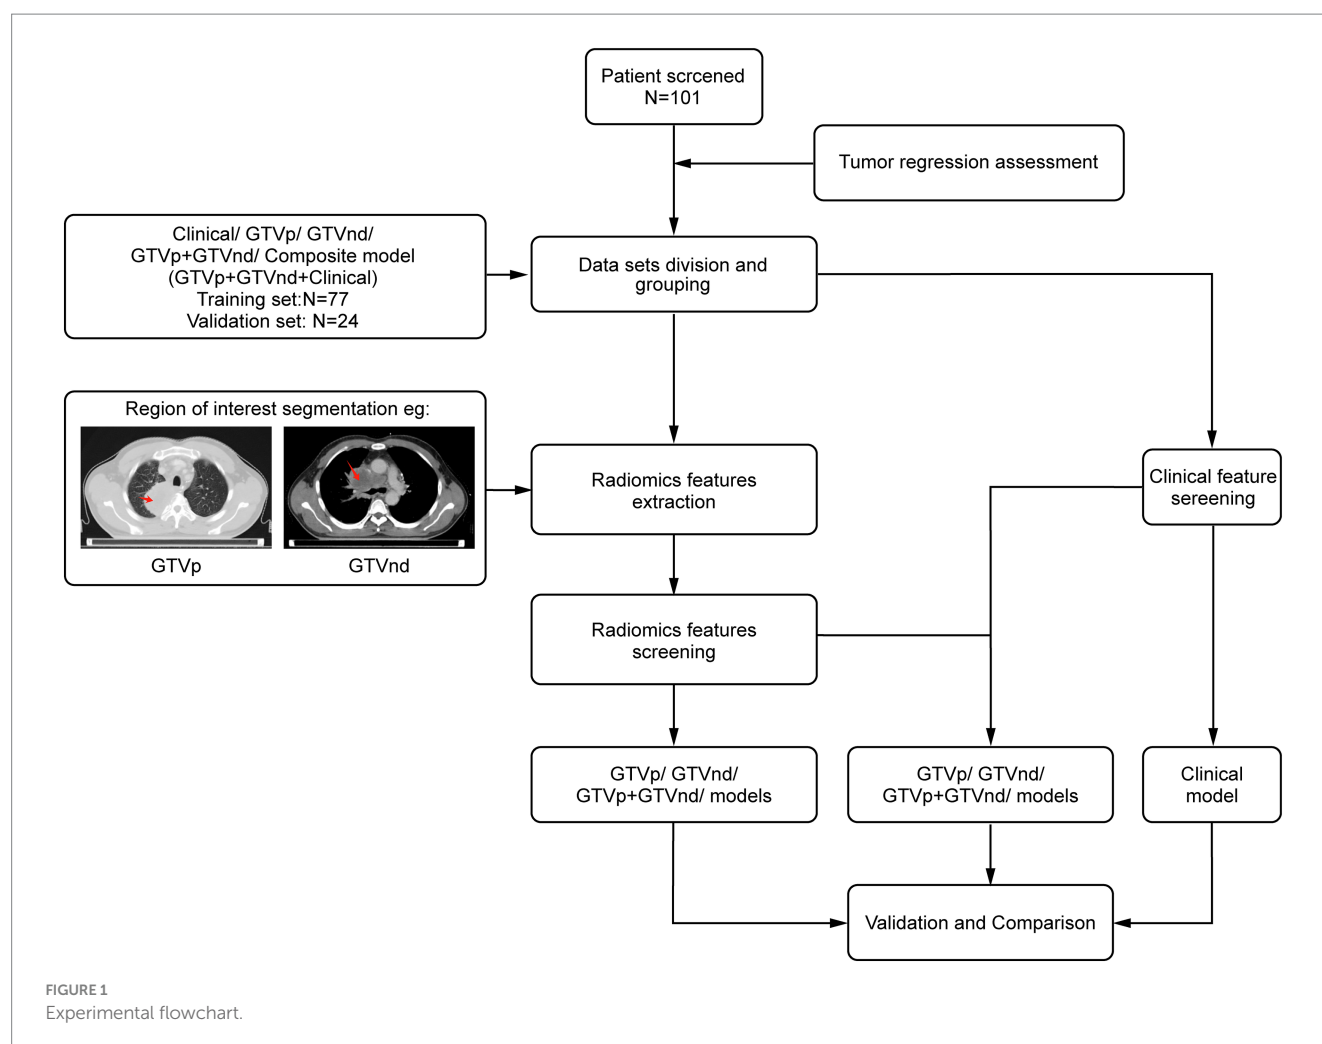 Patient scrcened
N=101
Tumor regression assessment
Clinical/ GTVp/ GTVnd/
GTVp+GTVnd/ Composite model
(GTVp+GTVnd+Clinical)
Training set:N=77
Validation set: N=24
Data sets division and
grouping
Region of interest segmentation eg:
GTVp
GTVnd
Radiomics features
extraction
Clinical feature
sereening
Radiomics features
screening
GTVp/ GTVnd/
GTVp+GTVnd/ models
GTVp/ GTVnd/
GTVp+GTVnd/ models
Clinical
model
Validation and Comparison
FIGURE 1
Experimental flowchart.